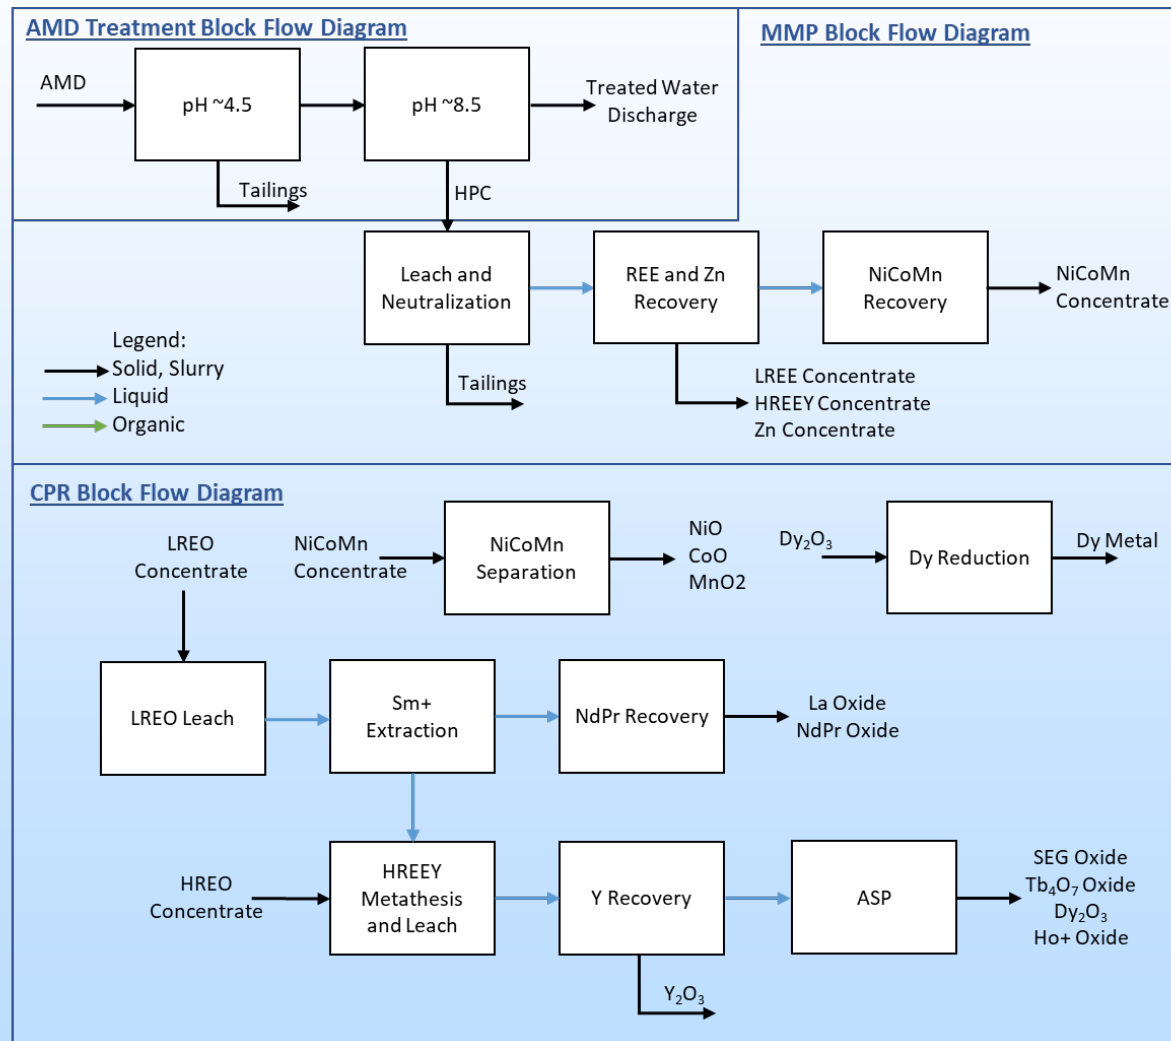 AMD Treatment Block Flow Diagram
MMP Block Flow Diagram
AMD
pH ~4.5
pH ~8.5
Treated Water
Discharge
Tailings
HPC
Leach and
Neutralization
REE and Zn
Recovery
NiCoMn
Recovery
NiCoMn
Concentrate
Tailings
LREE Concentrate
HREEY Concentrate
Zn Concentrate
Legend:
Solid, Slurry
Liquid
Organic
CPR Block Flow Diagram
LREO
Concentrate
NiCoMn
Concentrate
NiCoMn
Separation
NiO
CoO
MnO2
Dy₂O₃
Dy Reduction
Dy Metal
LREO Leach
Sm+
Extraction
NdPr Recovery
La Oxide
NdPr Oxide
HREO
Concentrate
HREEY
Metathesis
and Leach
Y Recovery
ASP
SEG Oxide
Tb₄O₇ Oxide
Dy₂O₃
Ho+ Oxide
Y₂O₃